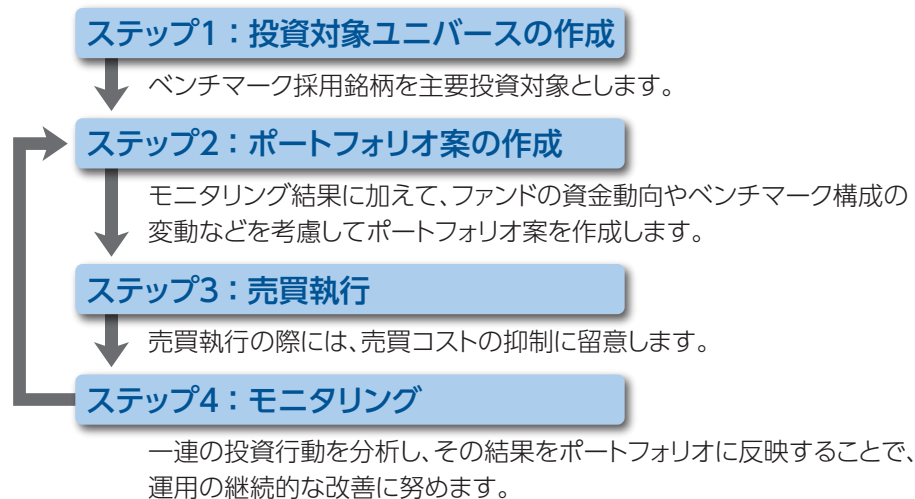 ステップ1：投資対象ユニバースの作成
ベンチマーク採用銘柄を主要投資対象とします。
ステップ2：ポートフォリオ案の作成
モニタリング結果に加えて、ファンドの資金動向やベンチマーク構成の
変動などを考慮してポートフォリオ案を作成します。
ステップ3：売買執行
売買執行の際には、売買コストの抑制に留意します。
ステップ4：モニタリング
一連の投資行動を分析し、その結果をポートフォリオに反映することで、
運用の継続的な改善に努めます。